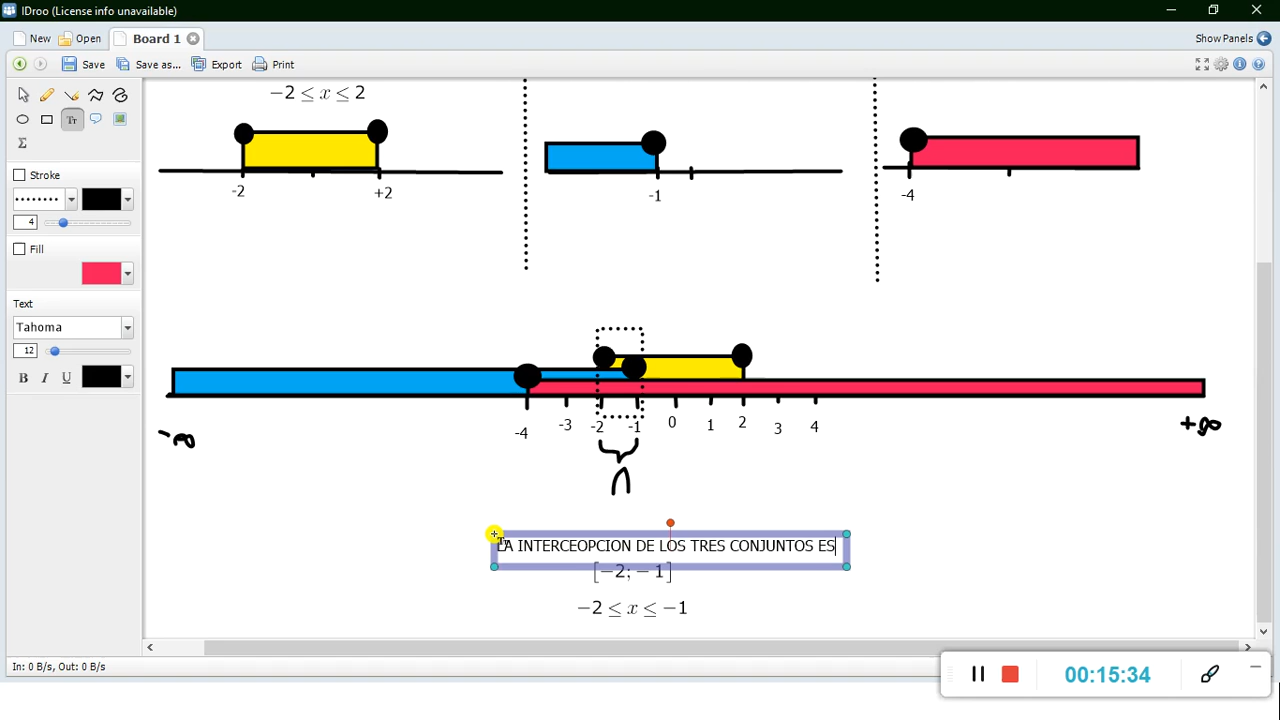 IDroo (License info unavailable)
New Open Board 1 Show Panels
Save Save as... Export Print
Stroke
4
Fill
Text
Tahoma
12
B I U
−2 ≤ x ≤ 2
-2 +2
-1
-4
-∞ -4 -3 -2 -1 0 1 2 3 4 +∞
∩
LA INTERCEOPCION DE LOS TRES CONJUNTOS ES
[−2; −1]
−2 ≤ x ≤ −1
In: 0 B/s, Out: 0 B/s
00:15:34